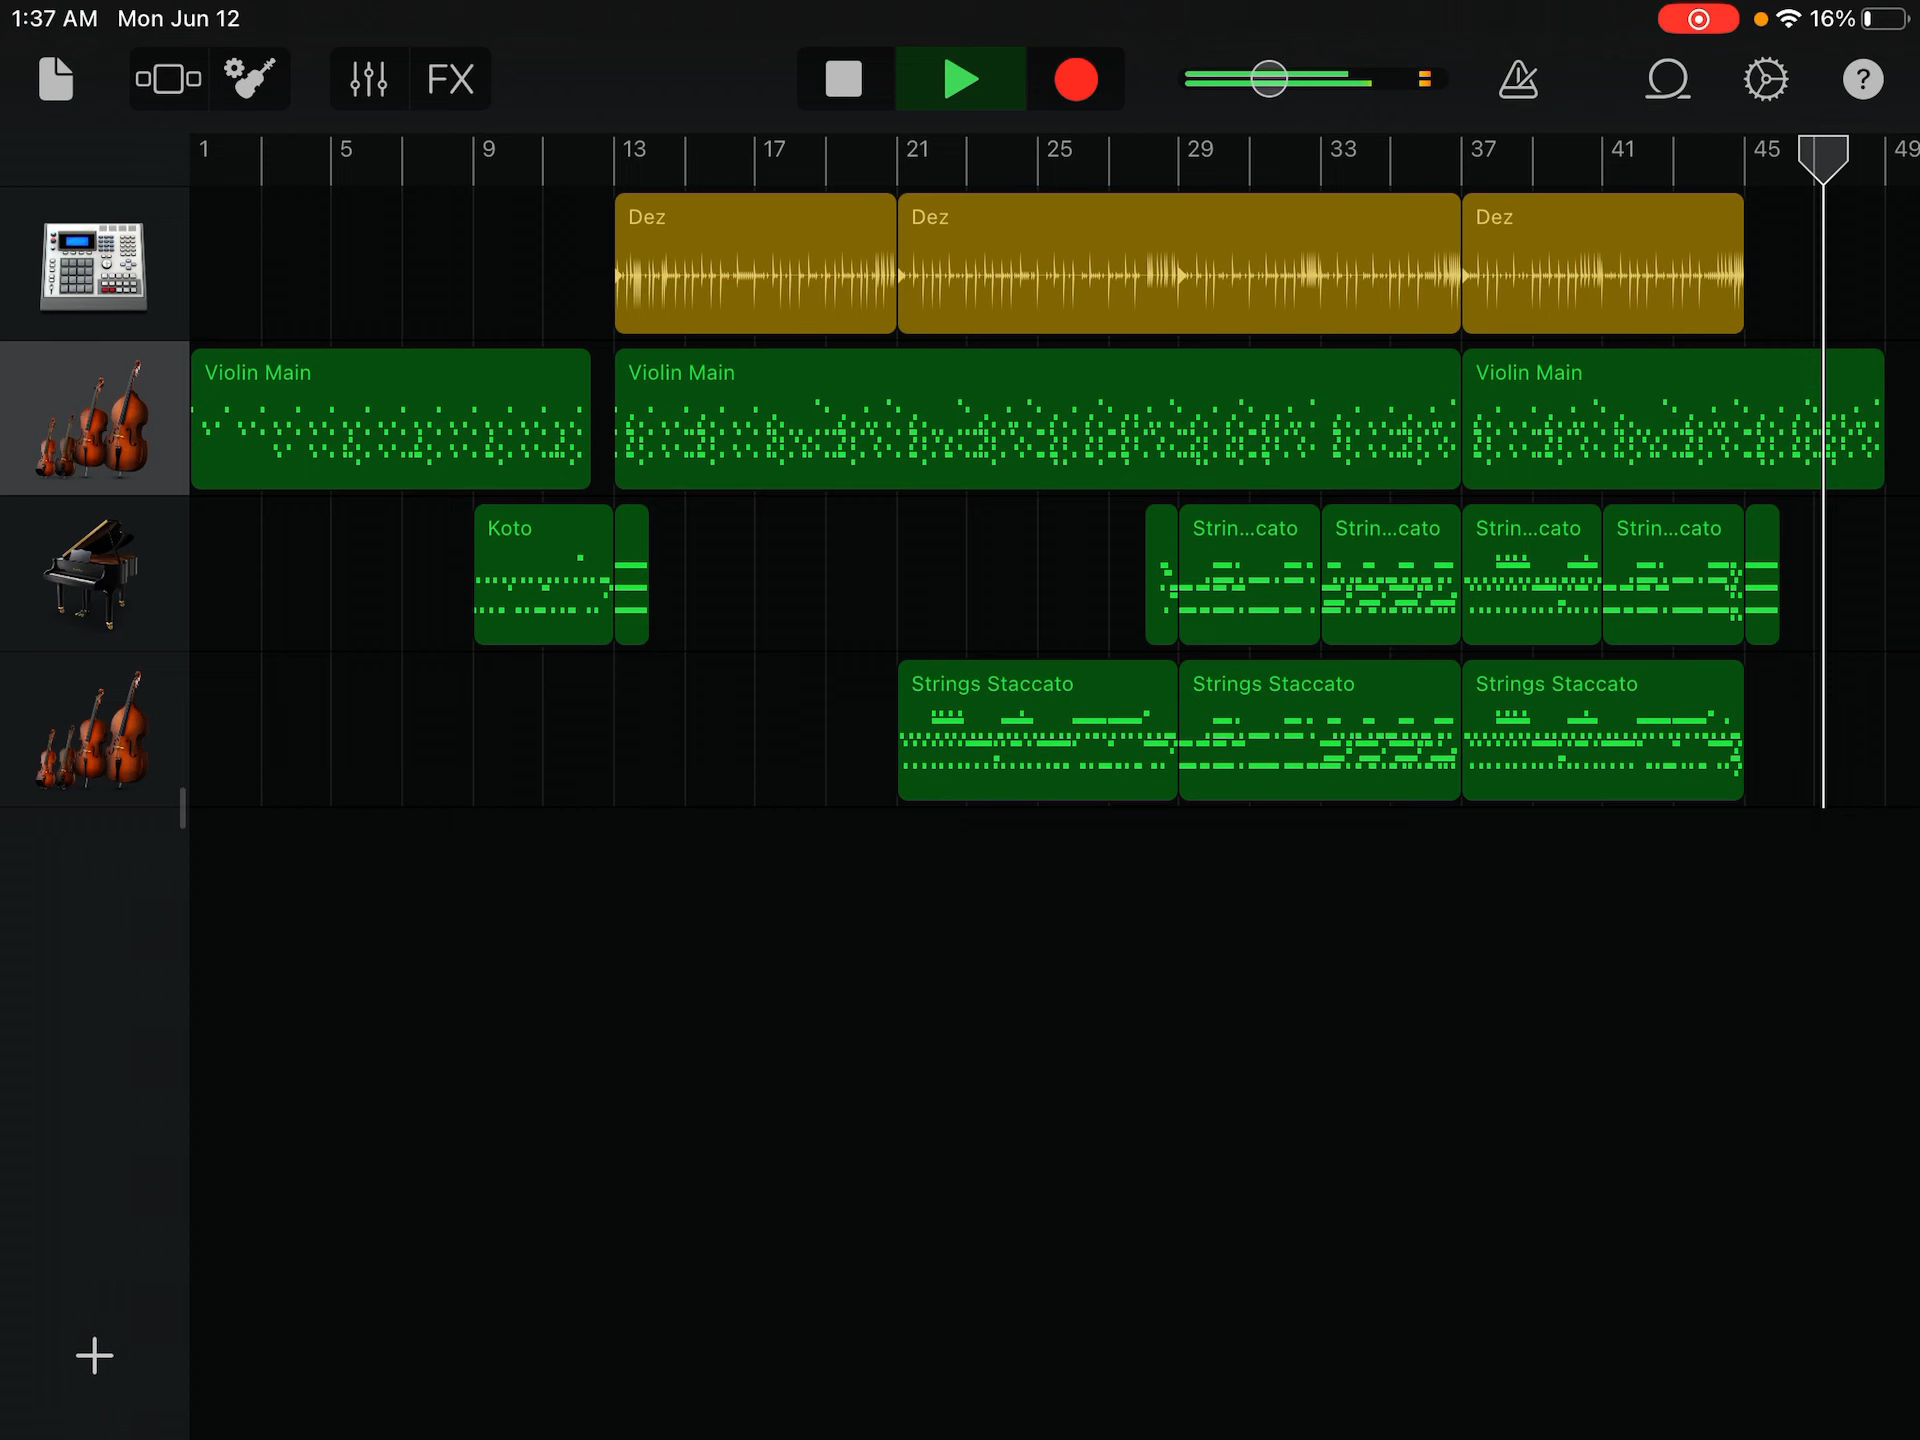 1:37 AM Mon Jun 12
16%
FX
?
1 5 9 13 17 21 25 29 33 37 41 45 49
Dez Dez Dez
Violin Main Violin Main Violin Main
Koto Strin...cato Strin...cato Strin...cato Strin...cato
Strings Staccato Strings Staccato Strings Staccato